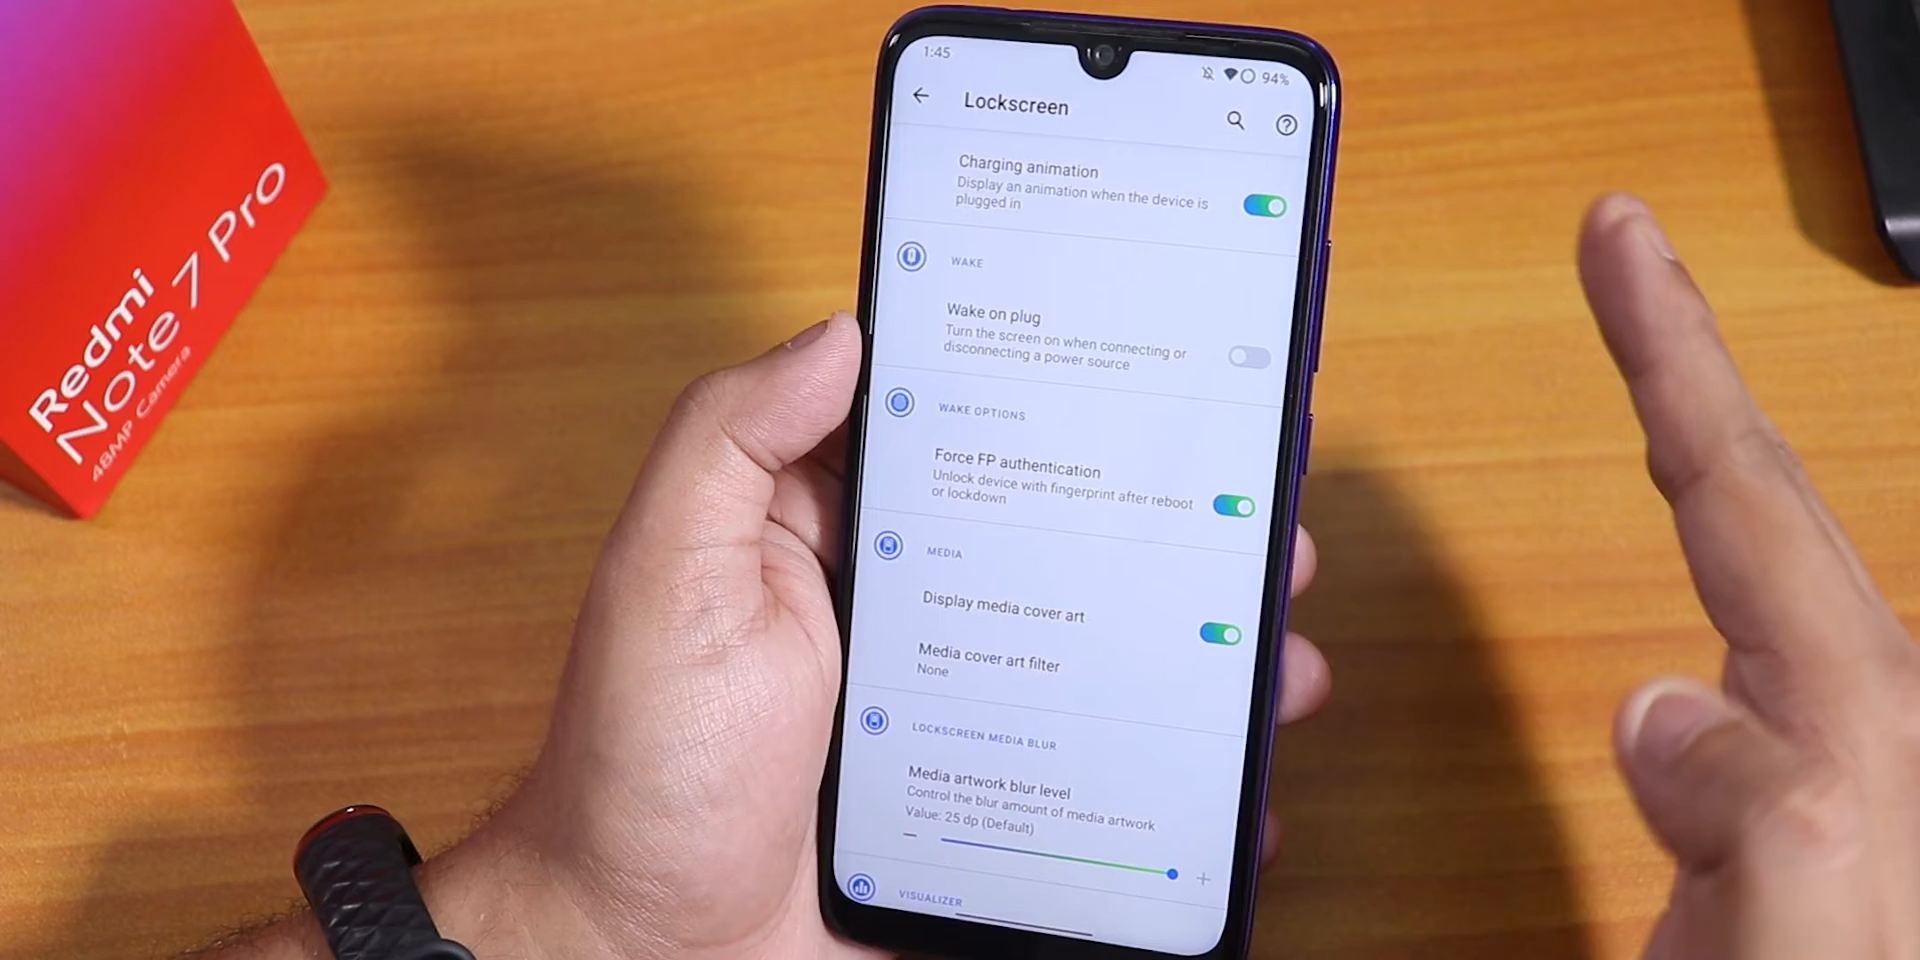 Redmi
Note 7 Pro
48MP Camera
1:45
94%
Lockscreen
Charging animation
Display an animation when the device is
plugged in
WAKE
Wake on plug
Turn the screen on when connecting or
disconnecting a power source
WAKE OPTIONS
Force FP authentication
Unlock device with fingerprint after reboot
or lockdown
MEDIA
Display media cover art
Media cover art filter
None
LOCKSCREEN MEDIA BLUR
Media artwork blur level
Control the blur amount of media artwork
Value: 25 dp (Default)
VISUALIZER